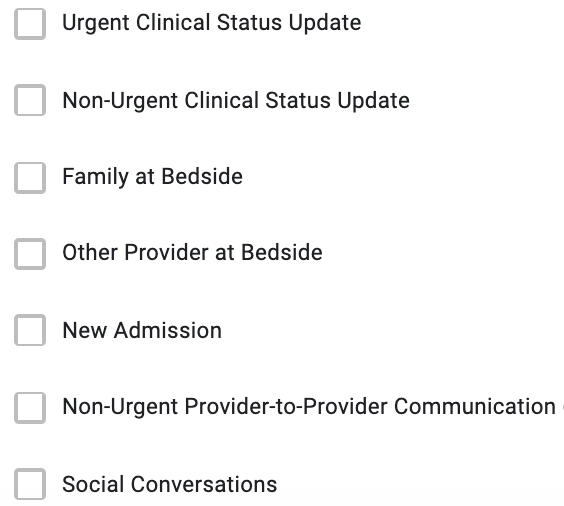 Urgent Clinical Status Update
Non-Urgent Clinical Status Update
Family at Bedside
Other Provider at Bedside
New Admission
Non-Urgent Provider-to-Provider Communication
Social Conversations